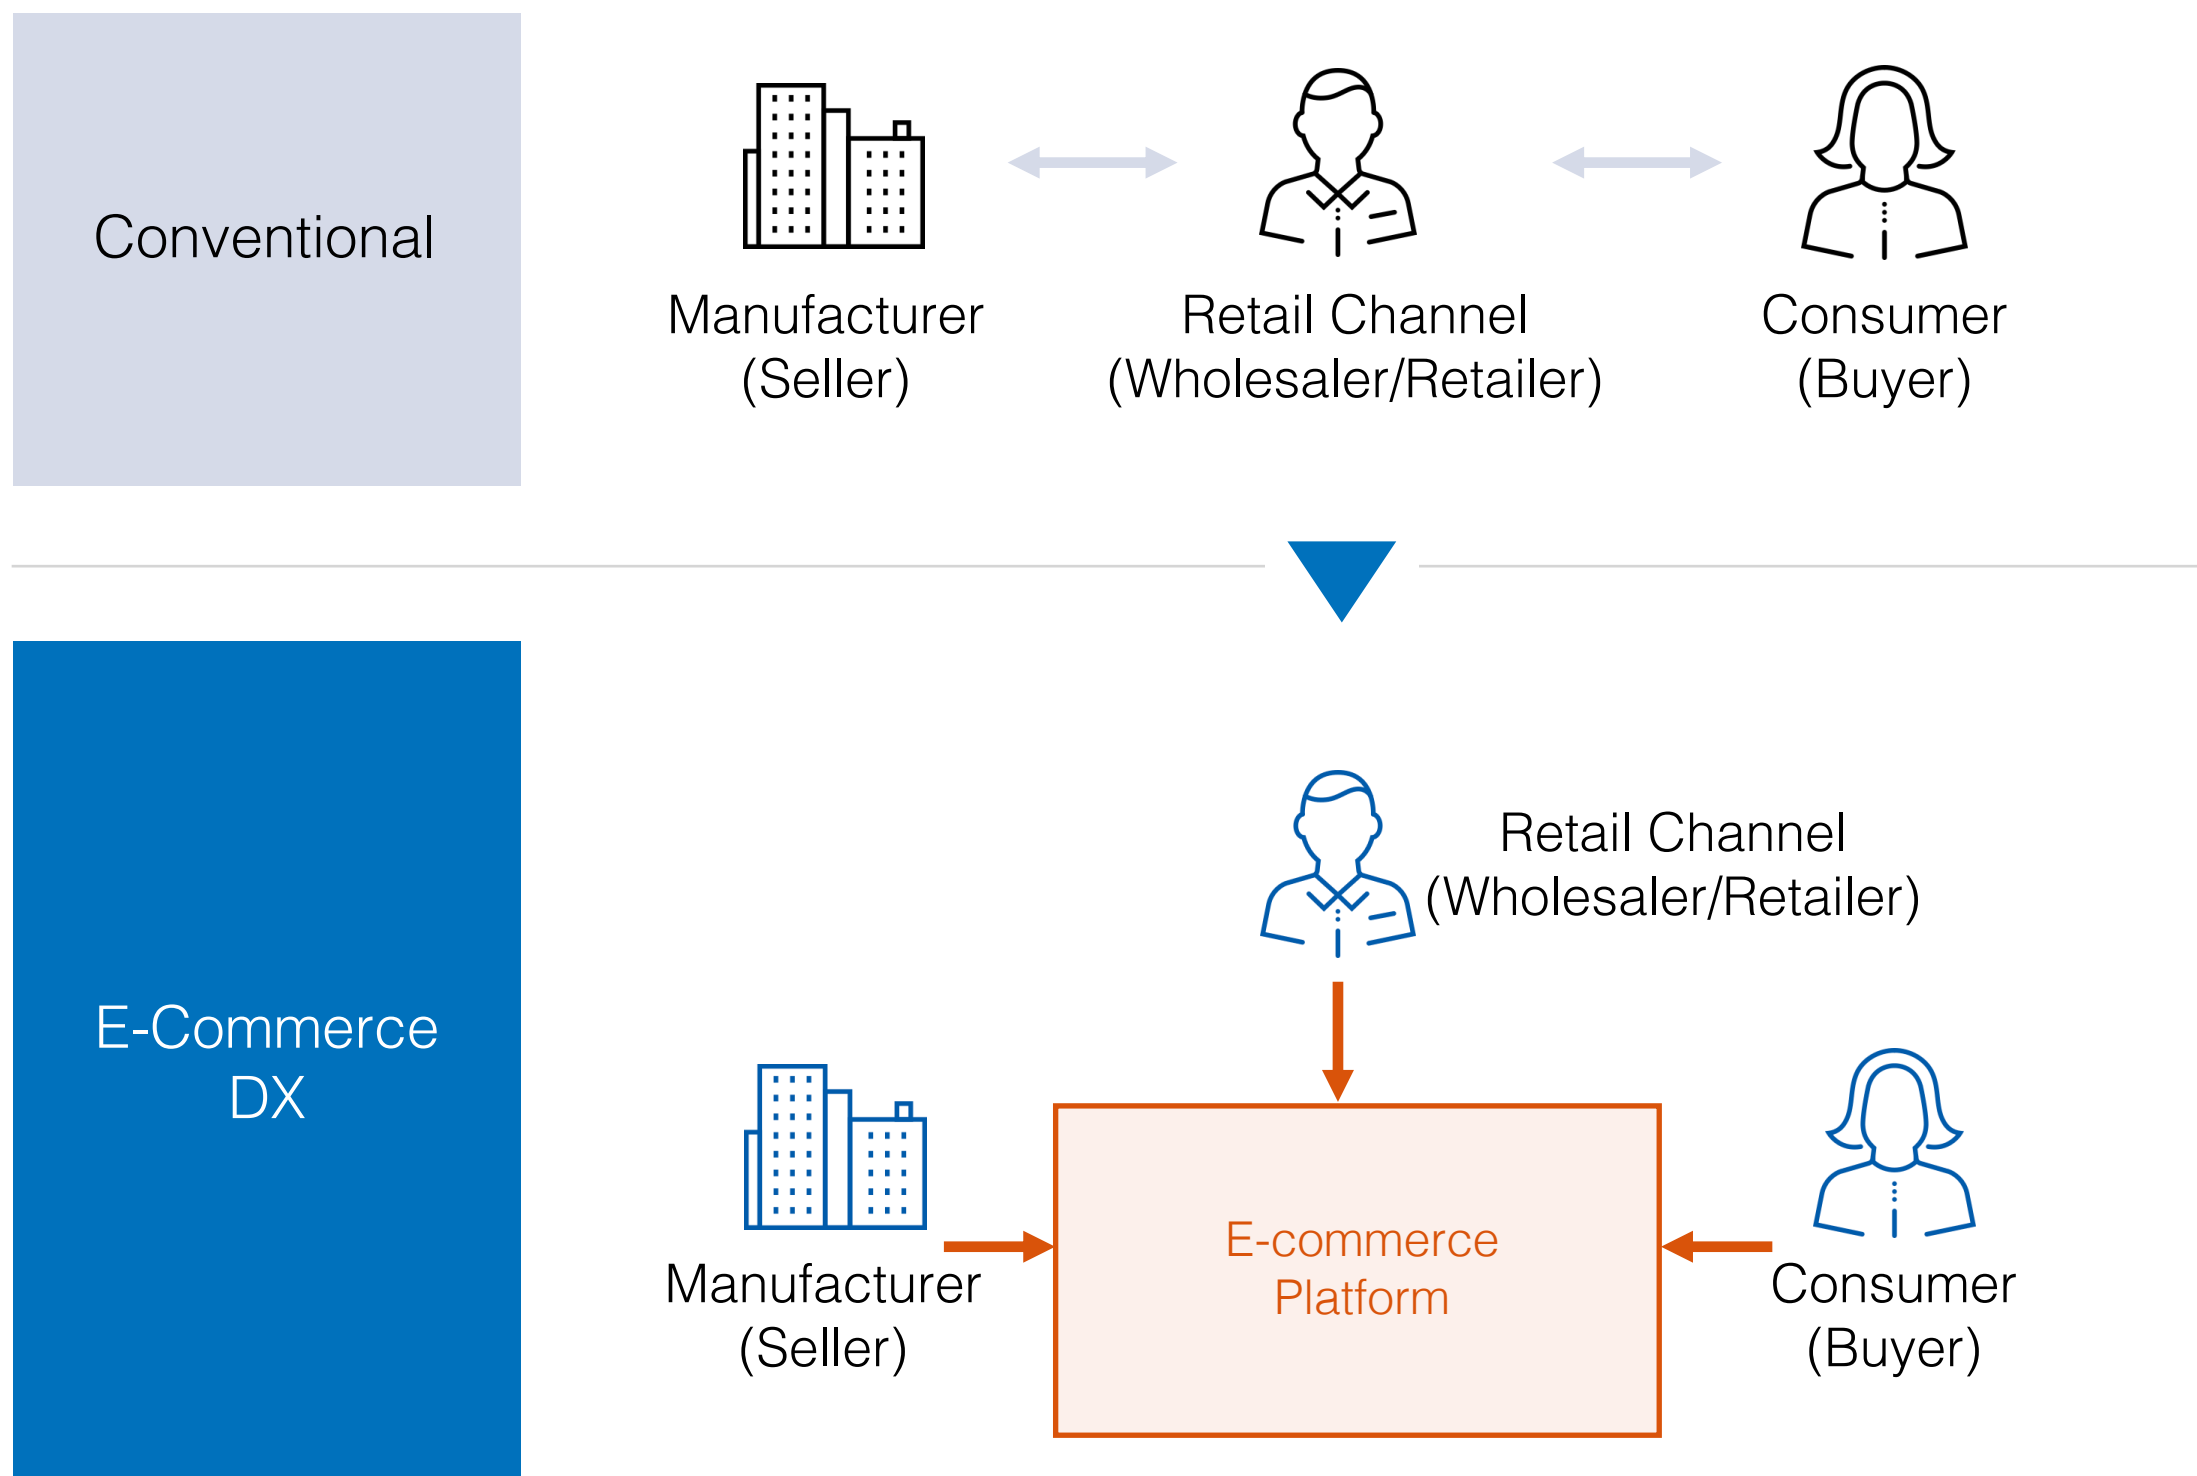 Conventional
Manufacturer
(Seller)
Retail Channel
(Wholesaler/Retailer)
Consumer
(Buyer)
E-Commerce
DX
Retail Channel
(Wholesaler/Retailer)
Manufacturer
(Seller)
E-commerce
Platform
Consumer
(Buyer)